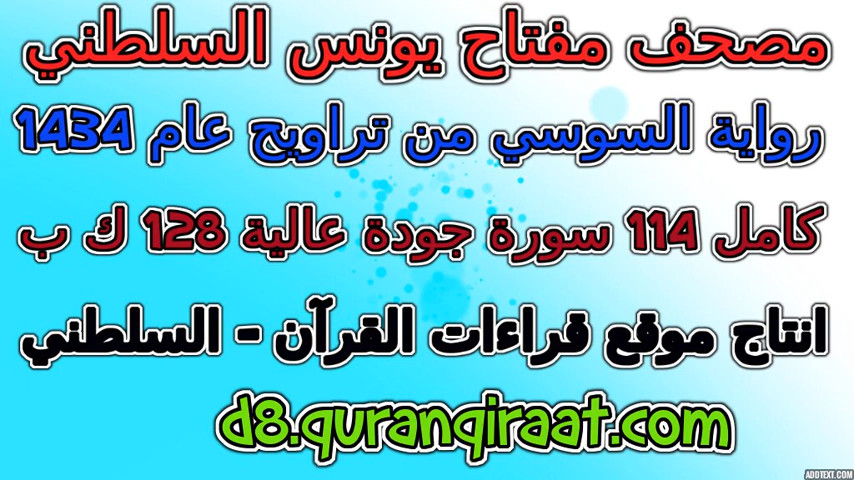 مصحف مفتاح يونس السلطني
رواية السوسي من تراويح عام 1434
كامل 114 سورة جودة عالية 128 ك ب
انتاج موقع قراءات القرآن - السلطني
d8.quranqiraat.com
ADDTEXT.COM